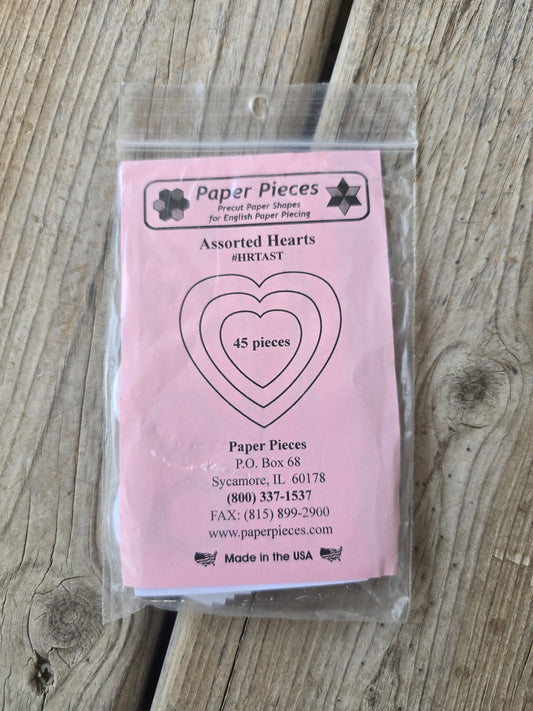 Paper Pieces
Precut Paper Shapes
for English Paper Piecing
Assorted Hearts
#HRTAST
45 pieces
Paper Pieces
P.O. Box 68
Sycamore, IL 60178
(800) 337-1537
FAX: (815) 899-2900
www.paperpieces.com
Made in the USA